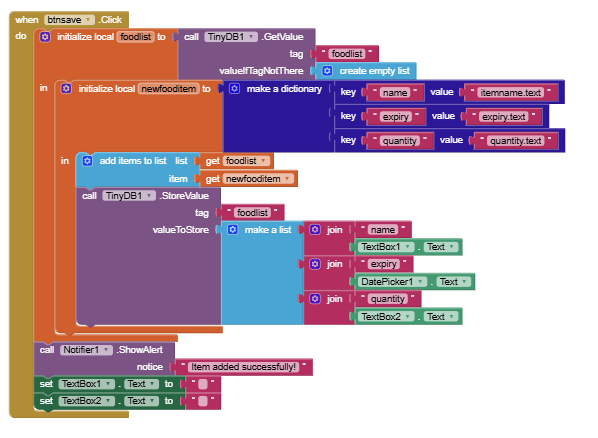 when btnsave .Click
do initialize local foodlist to call TinyDB1 .GetValue
tag " foodlist "
valueIfTagNotThere create empty list
in initialize local newfooditem to make a dictionary key " name " value " itemname.text "
key " expiry " value " expiry.text "
key " quantity " value " quantity.text "
in add items to list list get foodlist
item get newfooditem
call TinyDB1 .StoreValue
tag " foodlist "
valueToStore make a list join " name "
TextBox1 . Text
join " expiry "
DatePicker1 . Text
join " quantity "
TextBox2 . Text
call Notifier1 .ShowAlert
notice " Item added successfully! "
set TextBox1 . Text to " "
set TextBox2 . Text to " "